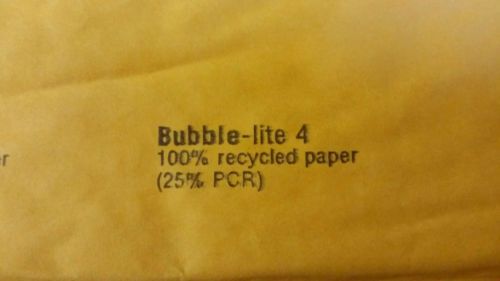 Bubble-lite 4
100% recycled paper
(25% PCR)